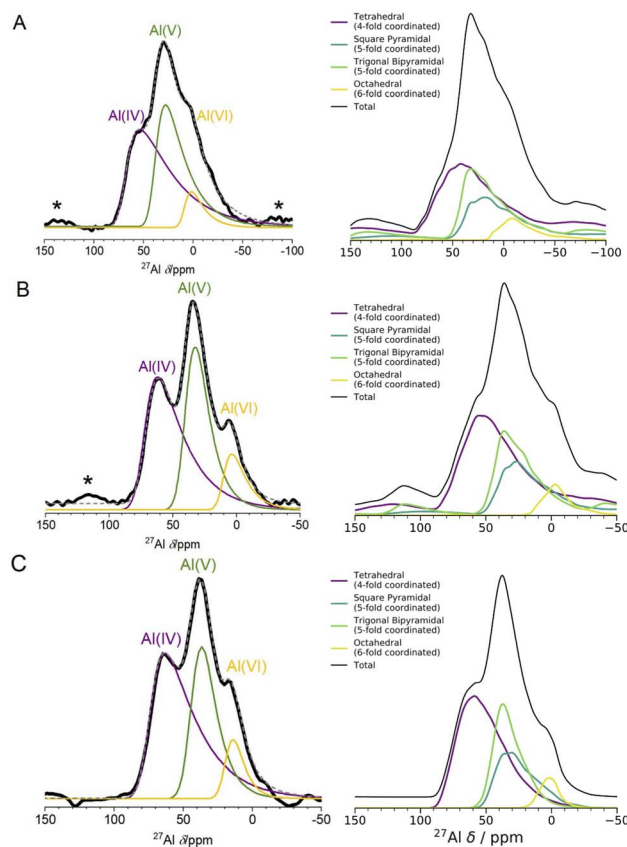 A
Al(V)
Al(IV)
Al(VI)
*
*
150 100 50 0 -50 -100
²⁷Al δ/ppm
Tetrahedral
(4-fold coordinated)
Square Pyramidal
(5-fold coordinated)
Trigonal Bipyramidal
(5-fold coordinated)
Octahedral
(6-fold coordinated)
Total
150 100 50 0 −50 −100
²⁷Al δ/ppm
B
Al(V)
Al(IV)
Al(VI)
*
150 100 50 0 -50
²⁷Al δ/ppm
Tetrahedral
(4-fold coordinated)
Square Pyramidal
(5-fold coordinated)
Trigonal Bipyramidal
(5-fold coordinated)
Octahedral
(6-fold coordinated)
Total
150 100 50 0 −50
²⁷Al δ/ppm
C
Al(V)
Al(IV)
Al(VI)
150 100 50 0 -50
²⁷Al δ/ppm
Tetrahedral
(4-fold coordinated)
Square Pyramidal
(5-fold coordinated)
Trigonal Bipyramidal
(5-fold coordinated)
Octahedral
(6-fold coordinated)
Total
150 100 50 0 −50
²⁷Al δ / ppm